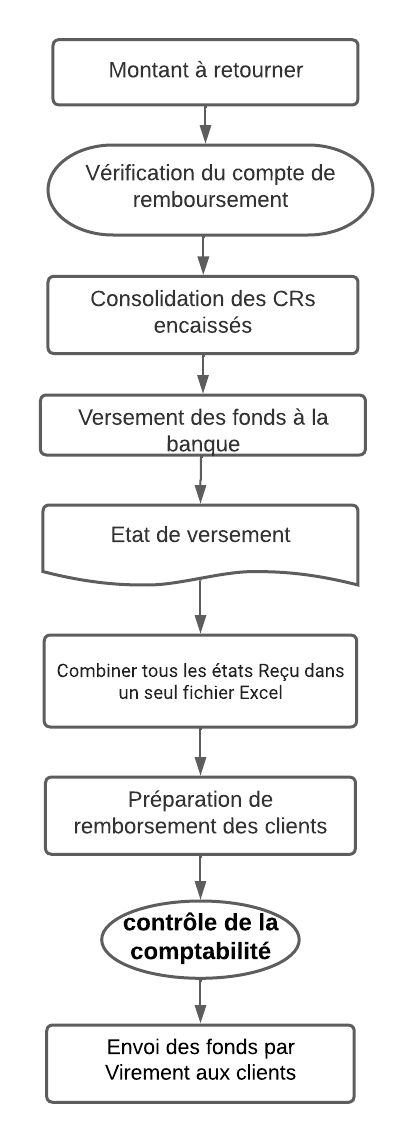 Montant à retourner
Vérification du compte de
remboursement
Consolidation des CRs
encaissés
Versement des fonds à la
banque
Etat de versement
Combiner tous les états Reçu dans
un seul fichier Excel
Préparation de
remborsement des clients
contrôle de la
comptabilité
Envoi des fonds par
Virement aux clients